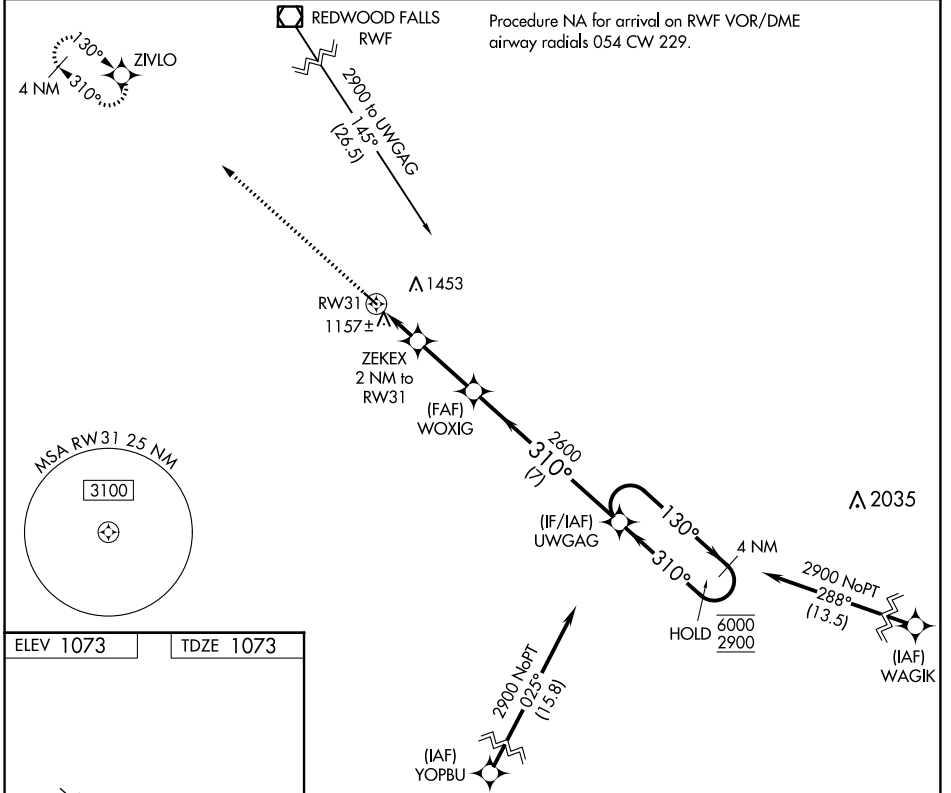 REDWOOD FALLS
RWF
Procedure NA for arrival on RWF VOR/DME
airway radials 054 CW 229.
130°
ZIVLO
4 NM
310°
2900 to UWGAG
145°
(26.5)
1453
RW31
1157±
ZEKEX
2 NM to
RW31
(FAF)
WOXIG
2600
310°
(7)
MSA RW31 25 NM
3100
(IF/IAF)
UWGAG
130°
310°
4 NM
2035
HOLD
6000
2900
2900 NoPT
288°
(13.5)
(IAF)
WAGIK
2900 NoPT
025°
(15.8)
(IAF)
YOPBU
ELEV 1073
TDZE 1073